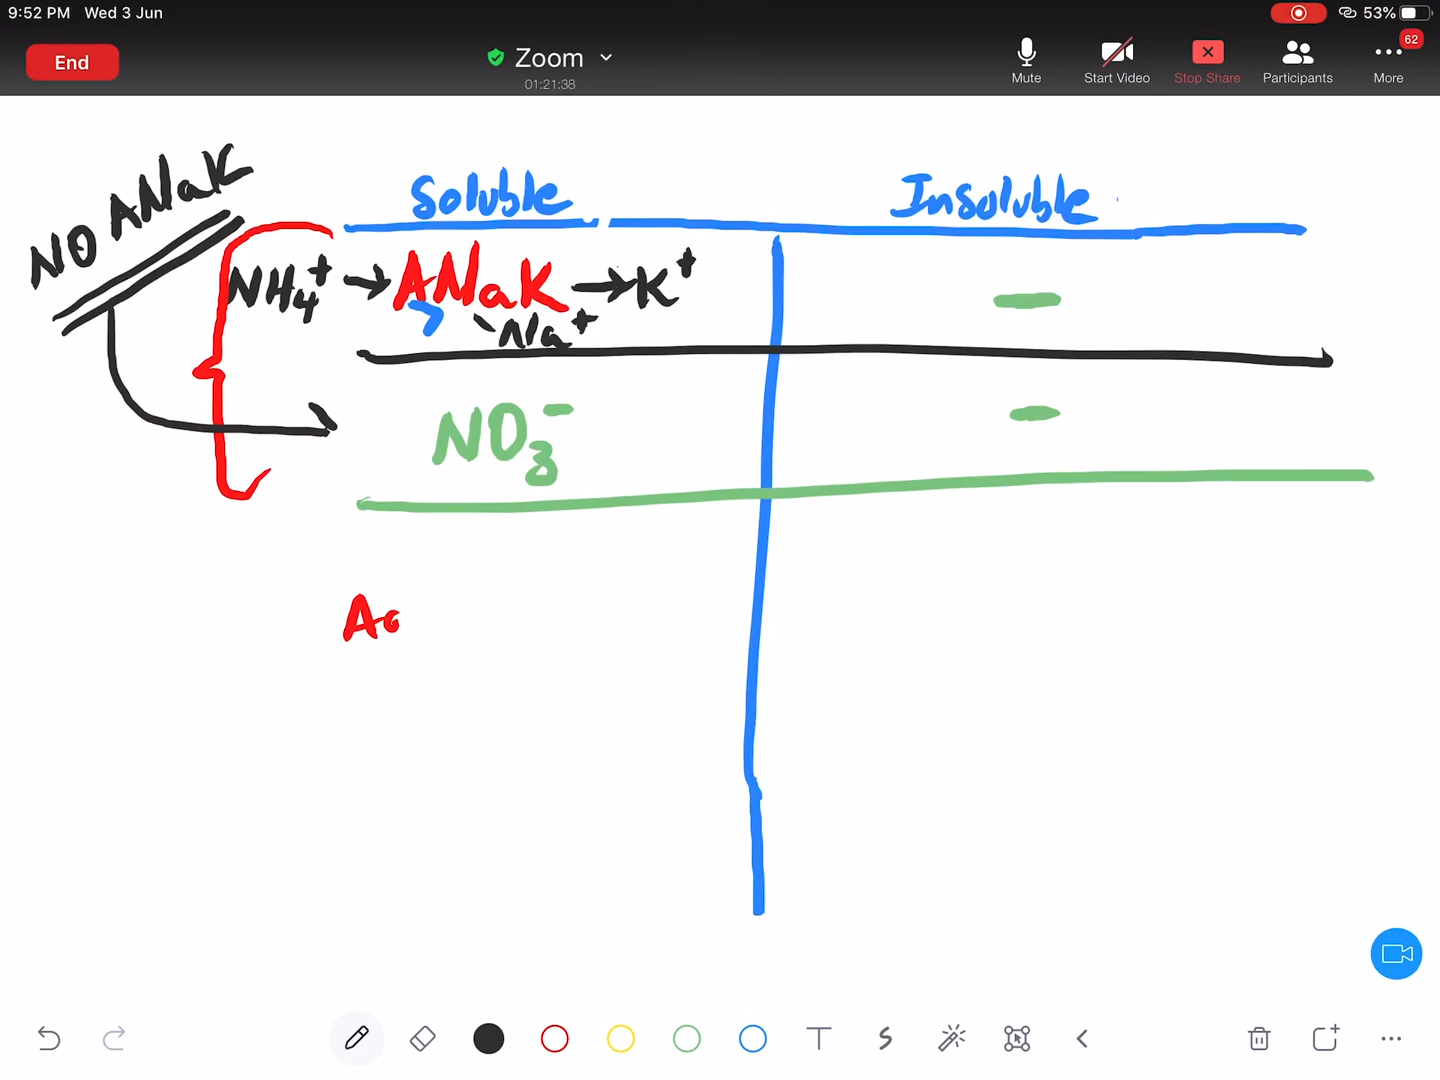 9:52 PM Wed 3 Jun
53%
End
Zoom
01:21:38
Mute
Start Video
Stop Share
Participants
62
More
NO ANaK
Soluble
Insoluble
NH₄⁺ → ANaK → K⁺
Na⁺
-
NO₃⁻
-
T